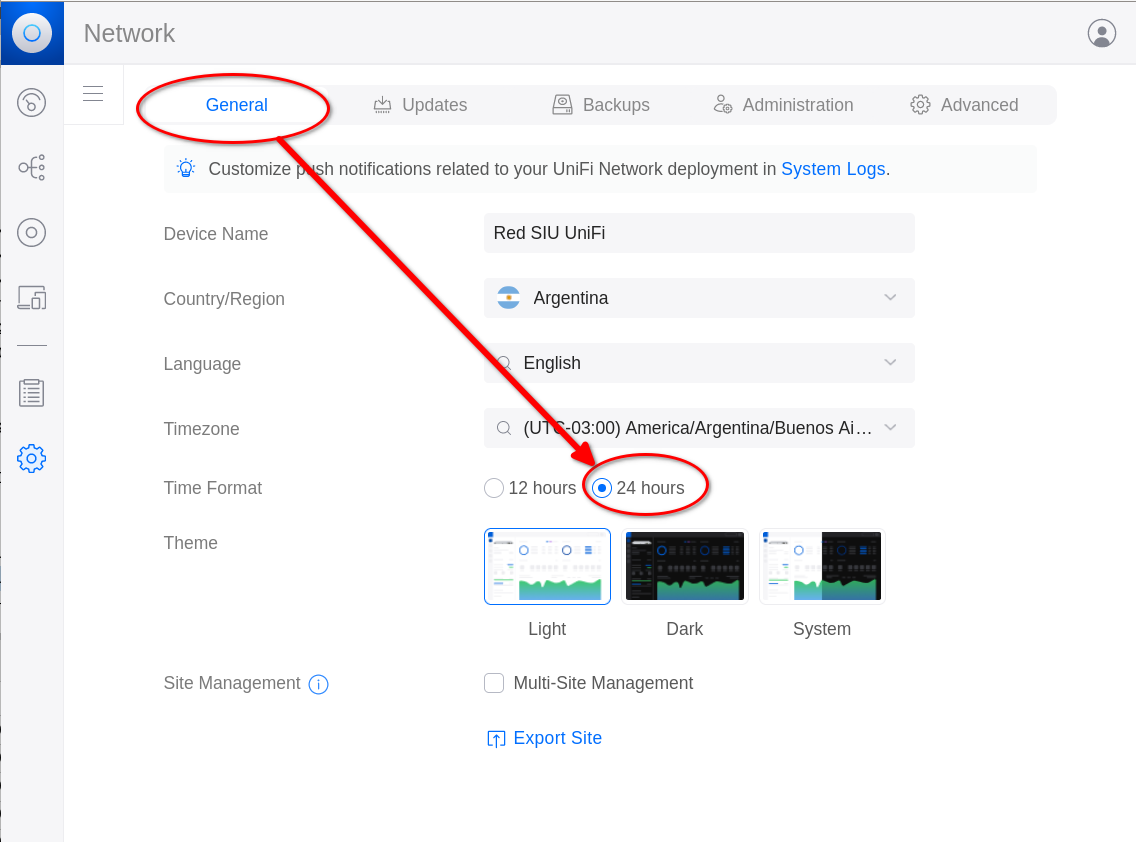 Network
General
Updates
Backups
Administration
Advanced
Customize push notifications related to your UniFi Network deployment in System Logs.
Device Name
Red SIU UniFi
Country/Region
Argentina
Language
English
Timezone
(UTC-03:00) America/Argentina/Buenos Ai...
Time Format
12 hours
24 hours
Theme
Light
Dark
System
Site Management
Multi-Site Management
Export Site